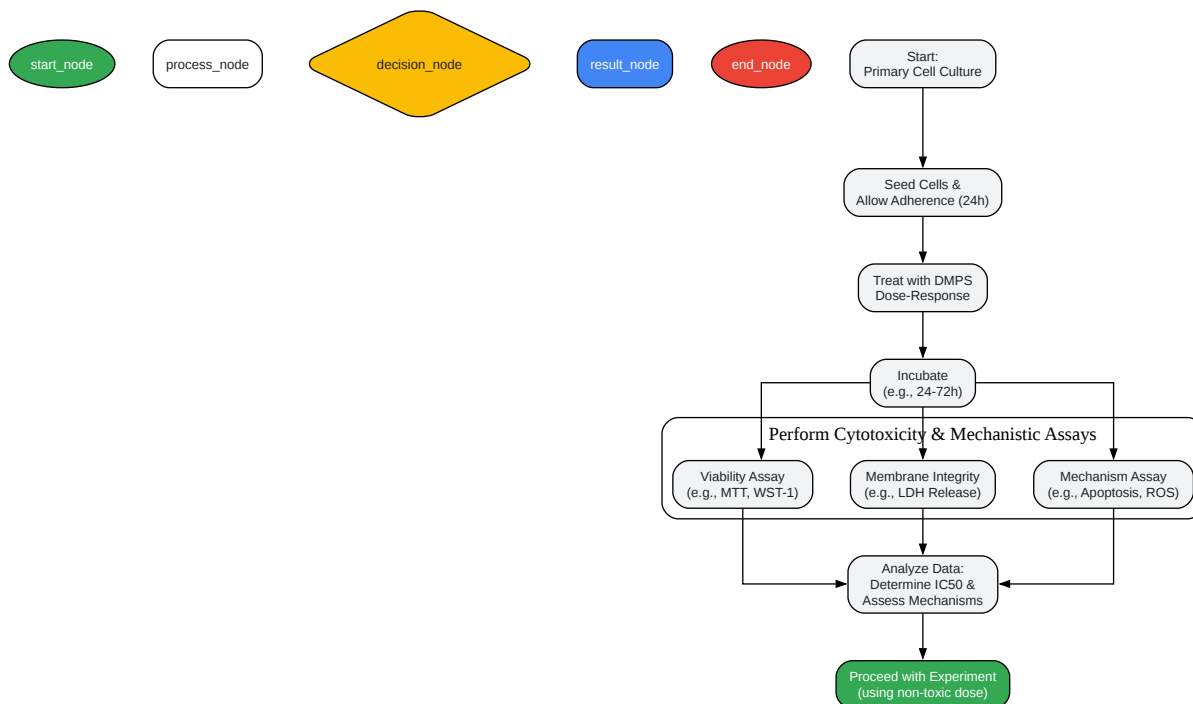 start_node
process_node
decision_node
result_node
end_node
Start:
Primary Cell Culture
Seed Cells &
Allow Adherence (24h)
Treat with DMPS
Dose-Response
Incubate
(e.g., 24-72h)
Perform Cytotoxicity & Mechanistic Assays
Viability Assay
(e.g., MTT, WST-1)
Membrane Integrity
(e.g., LDH Release)
Mechanism Assay
(e.g., Apoptosis, ROS)
Analyze Data:
Determine IC50 &
Assess Mechanisms
Proceed with Experiment
(using non-toxic dose)